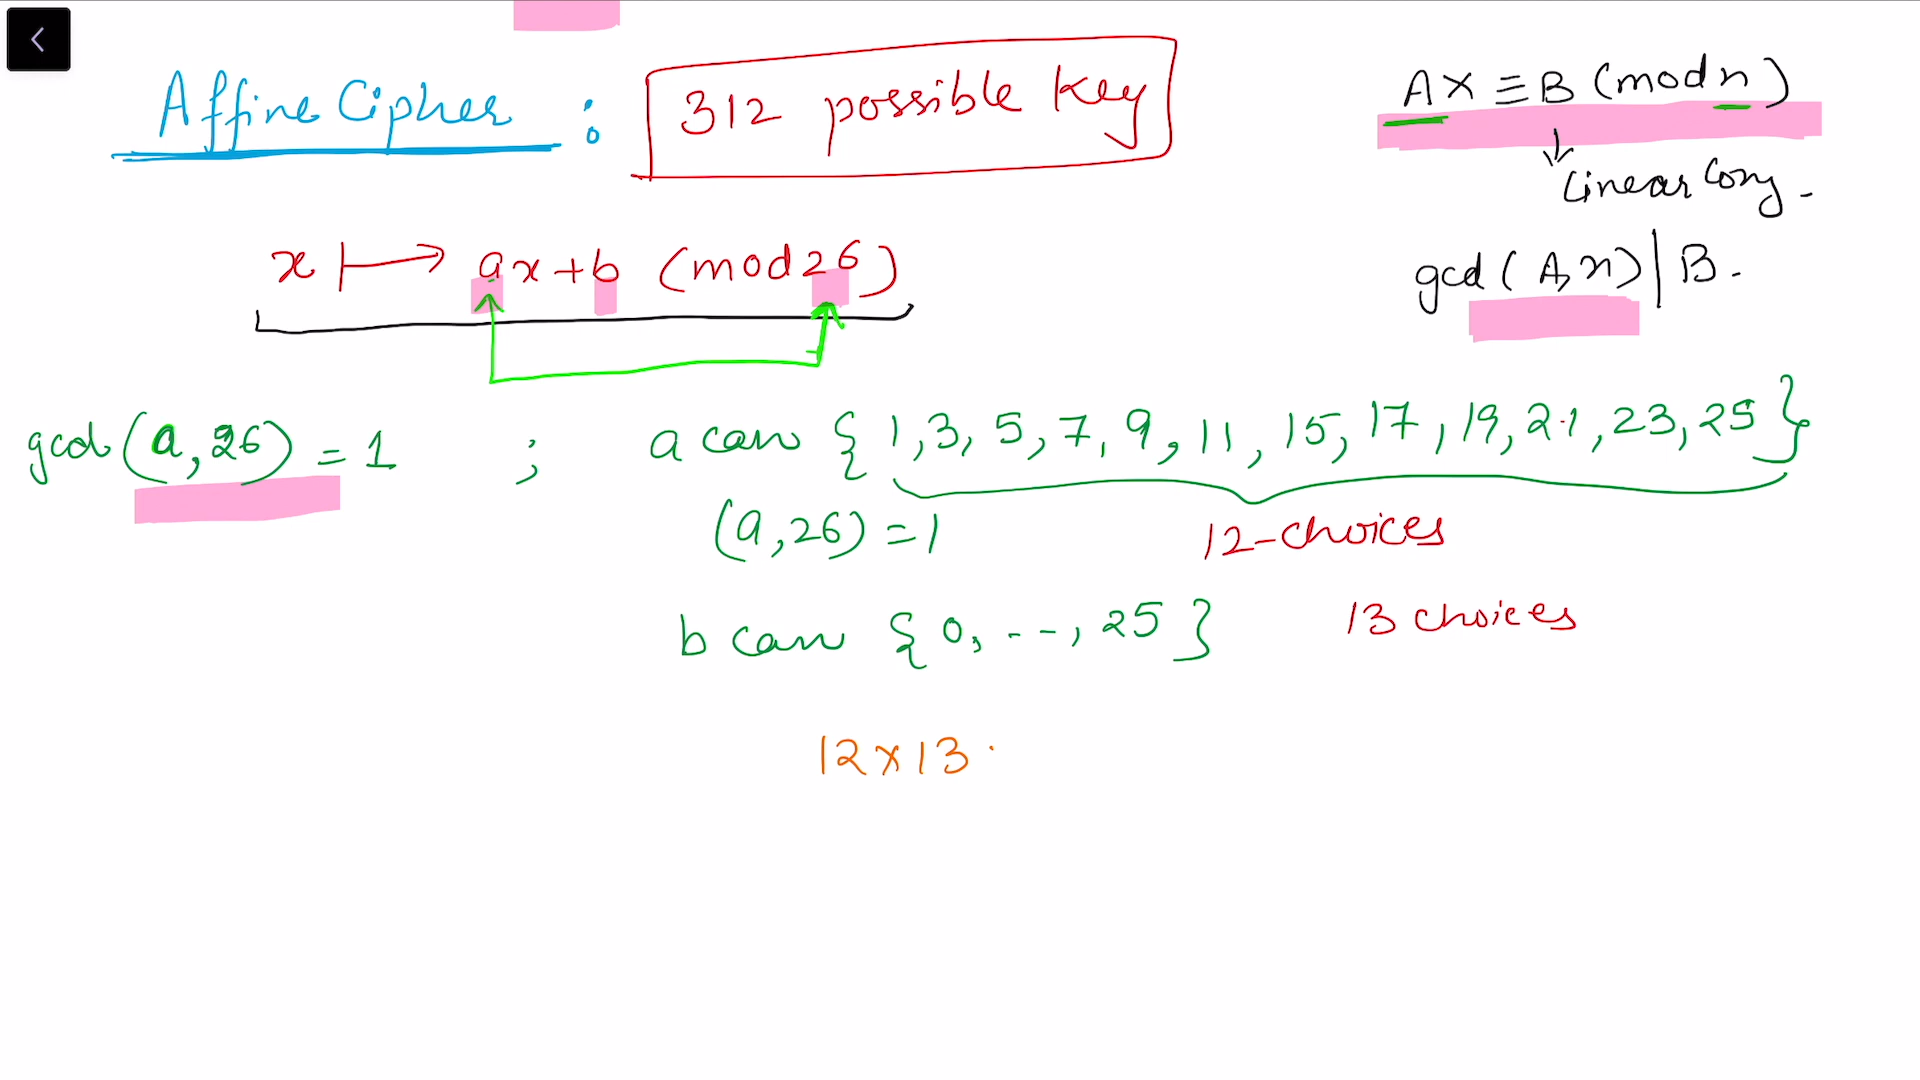 Affine Cipher : 312 possible Key
AX ≡ B (mod n)
Linear Cong.
x ↦ ax+b (mod 26)
gcd (A,n) | B.
gcd (a, 26) = 1 ; a can { 1, 3, 5, 7, 9, 11, 15, 17, 19, 21, 23, 25 }
(a, 26) = 1
12-choices
b can { 0, --, 25 }
13 choices
12 x 13 .